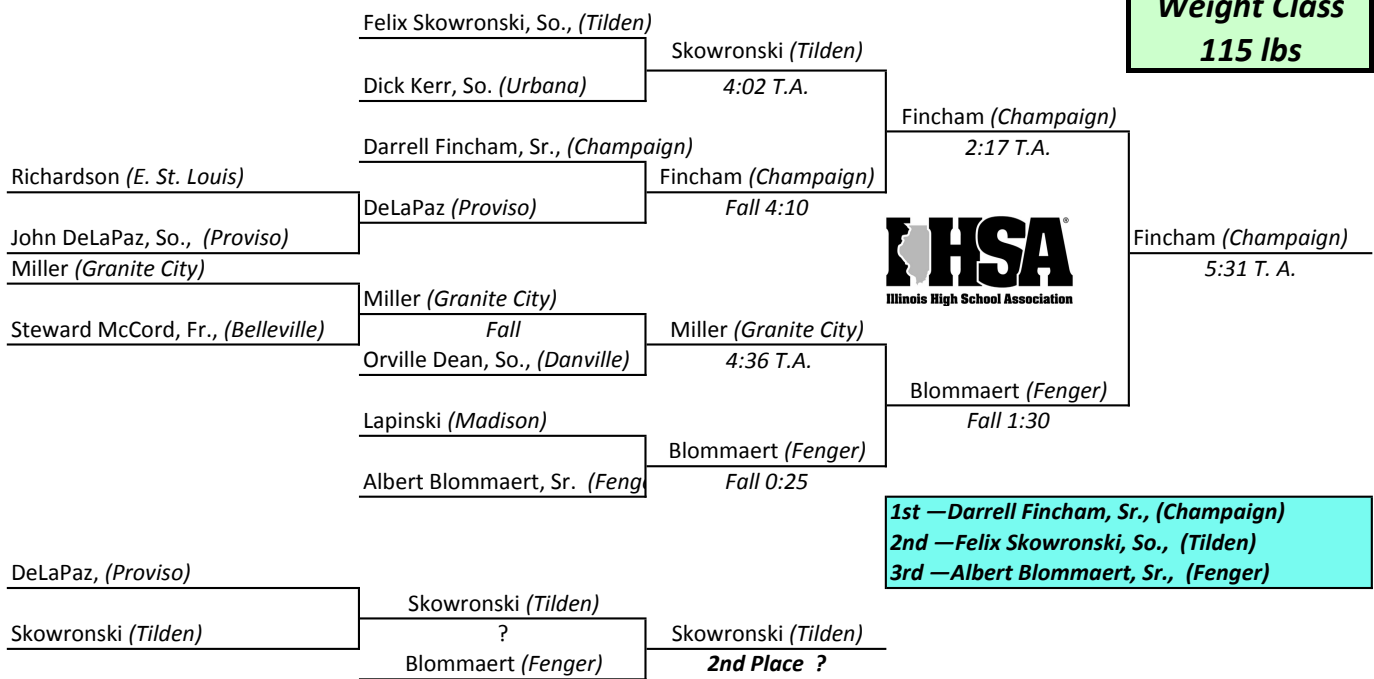 Weight Class
115 lbs
Felix Skowronski, So., (Tilden)
Skowronski (Tilden)
Dick Kerr, So. (Urbana)
4:02 T.A.
Fincham (Champaign)
2:17 T.A.
Darrell Fincham, Sr., (Champaign)
Richardson (E. St. Louis)
Fincham (Champaign)
DeLaPaz (Proviso)
Fall 4:10
John DeLaPaz, So., (Proviso)
IHSA®
Illinois High School Association
Fincham (Champaign)
5:31 T. A.
Miller (Granite City)
Miller (Granite City)
Steward McCord, Fr., (Belleville)
Fall
Miller (Granite City)
Orville Dean, So., (Danville)
4:36 T.A.
Blommaert (Fenger)
Fall 1:30
Lapinski (Madison)
Blommaert (Fenger)
Albert Blommaert, Sr. (Feng
Fall 0:25
1st —Darrell Fincham, Sr., (Champaign)
2nd —Felix Skowronski, So., (Tilden)
3rd —Albert Blommaert, Sr., (Fenger)
DeLaPaz, (Proviso)
Skowronski (Tilden)
Skowronski (Tilden)
?
Skowronski (Tilden)
Blommaert (Fenger)
2nd Place ?